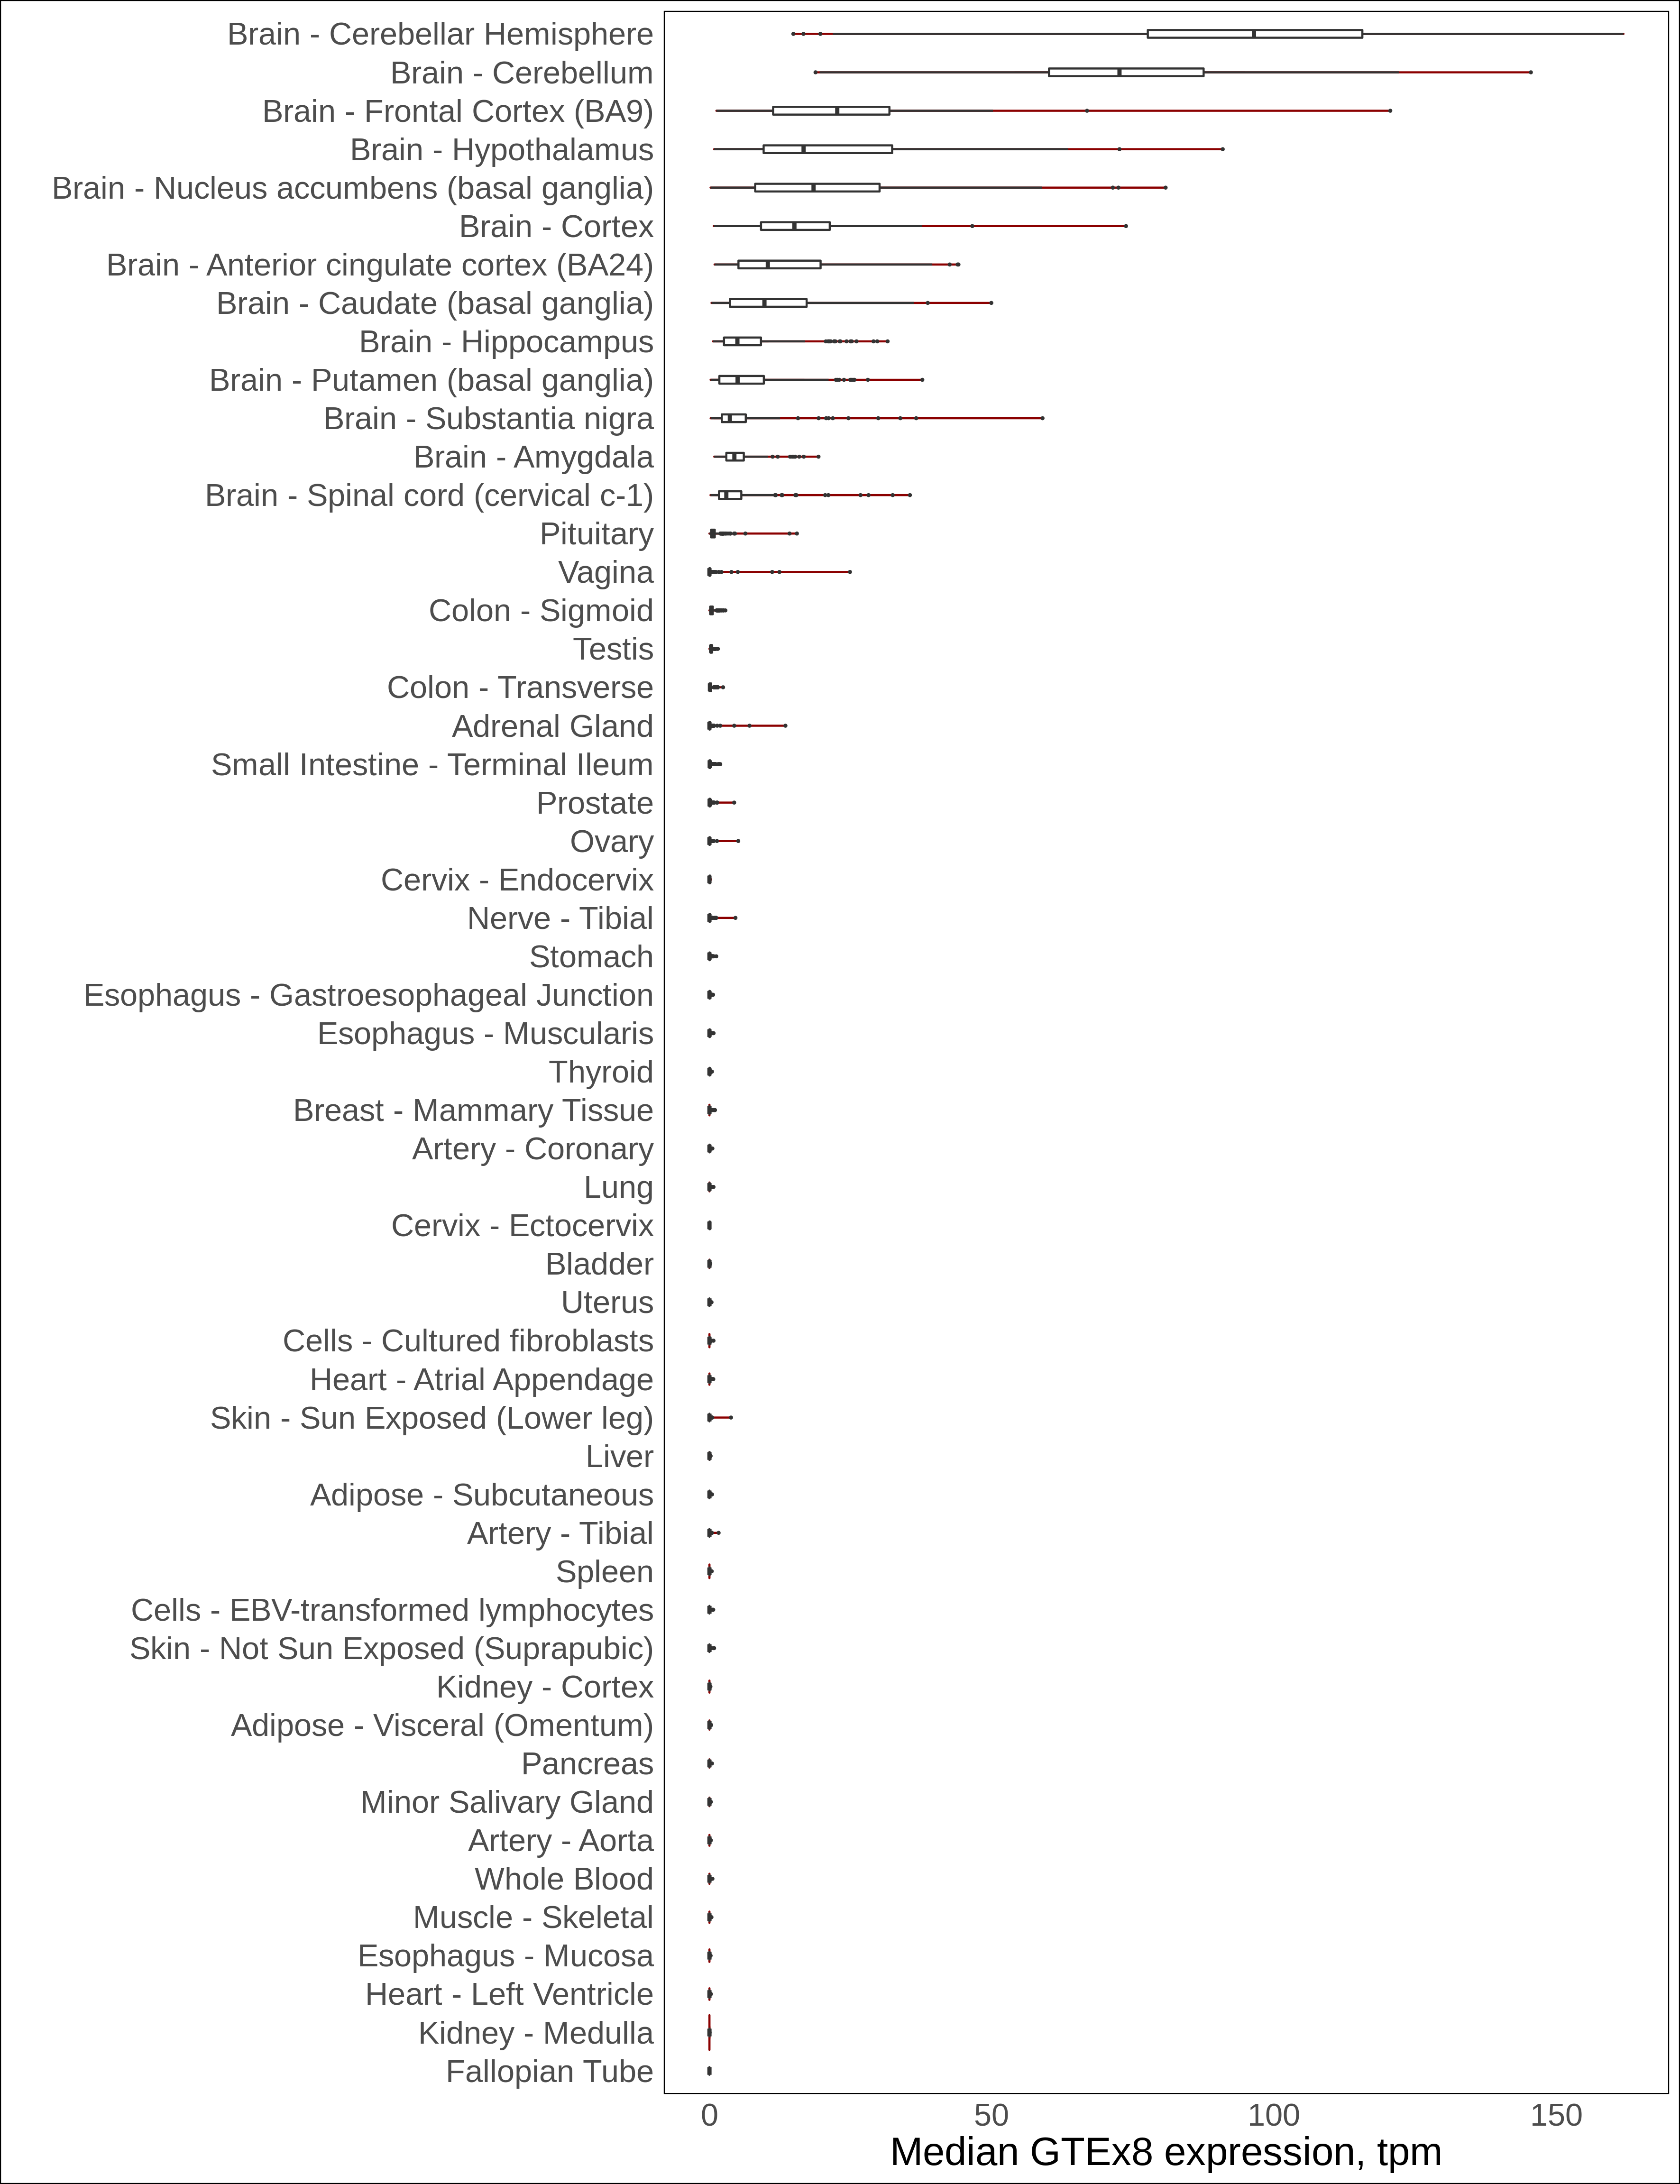 Brain - Cerebellar Hemisphere
Brain - Cerebellum
Brain - Frontal Cortex (BA9)
Brain - Hypothalamus
Brain - Nucleus accumbens (basal ganglia)
Brain - Cortex
Brain - Anterior cingulate cortex (BA24)
Brain - Caudate (basal ganglia)
Brain - Hippocampus
Brain - Putamen (basal ganglia)
Brain - Substantia nigra
Brain - Amygdala
Brain - Spinal cord (cervical c-1)
Pituitary
Vagina
Colon - Sigmoid
Testis
Colon - Transverse
Adrenal Gland
Small Intestine - Terminal Ileum
Prostate
Ovary
Cervix - Endocervix
Nerve - Tibial
Stomach
Esophagus - Gastroesophageal Junction
Esophagus - Muscularis
Thyroid
Breast - Mammary Tissue
Artery - Coronary
Lung
Cervix - Ectocervix
Bladder
Uterus
Cells - Cultured fibroblasts
Heart - Atrial Appendage
Skin - Sun Exposed (Lower leg)
Liver
Adipose - Subcutaneous
Artery - Tibial
Spleen
Cells - EBV-transformed lymphocytes
Skin - Not Sun Exposed (Suprapubic)
Kidney - Cortex
Adipose - Visceral (Omentum)
Pancreas
Minor Salivary Gland
Artery - Aorta
Whole Blood
Muscle - Skeletal
Esophagus - Mucosa
Heart - Left Ventricle
Kidney - Medulla
Fallopian Tube
0 50 100 150
Median GTEx8 expression, tpm